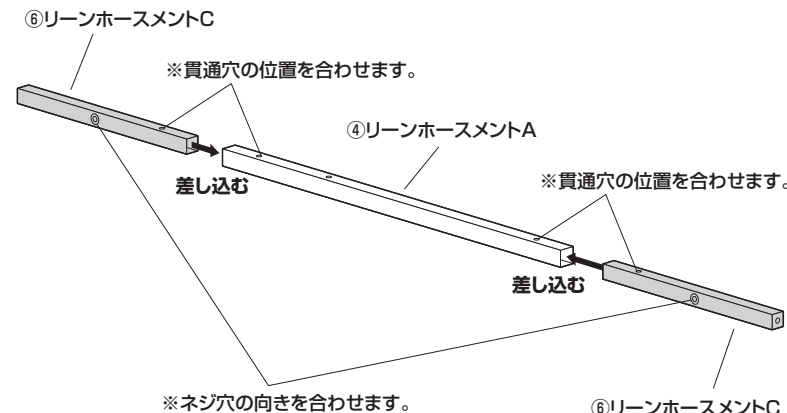 ⑥リーンホースメントC
※貫通穴の位置を合わせます。
④リーンホースメントA
差し込む
※貫通穴の位置を合わせます。
差し込む
※ネジ穴の向きを合わせます。
⑥リーンホースメントC